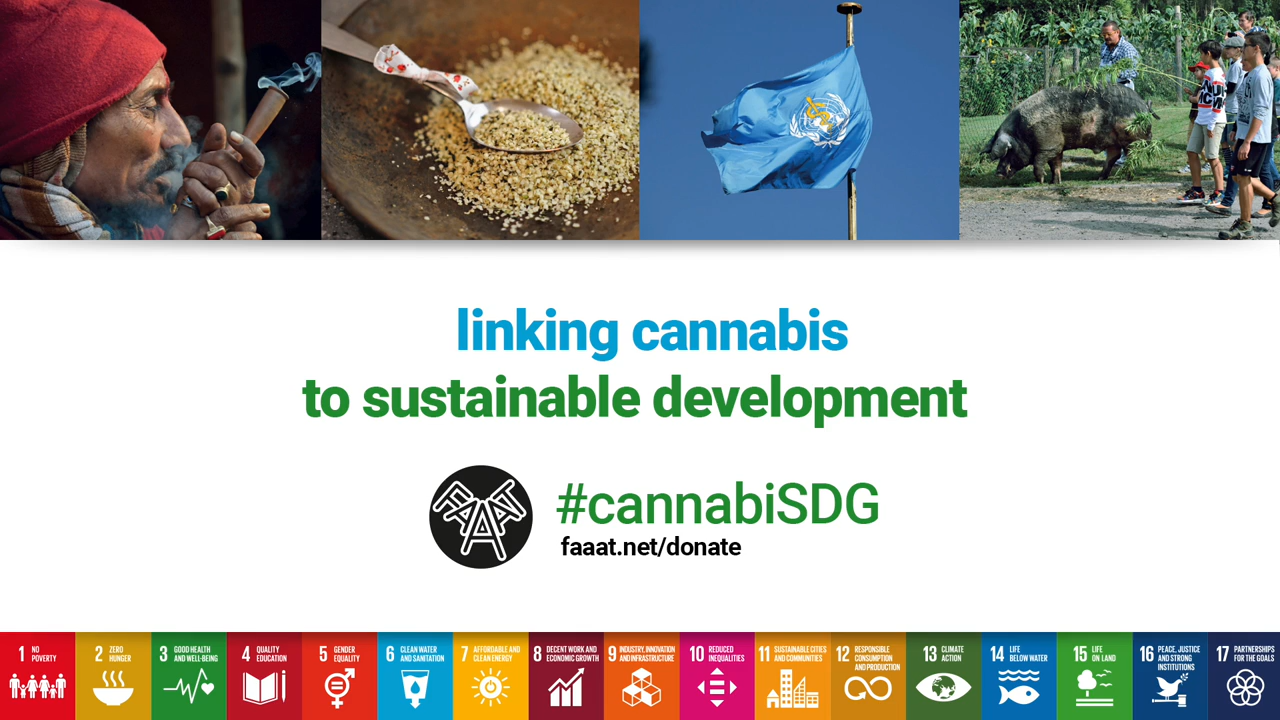 linking cannabis
to sustainable development
FAAAT
#cannabiSDG
faaat.net/donate
1 NO
POVERTY
2 ZERO
HUNGER
3 GOOD HEALTH
AND WELL-BEING
4 QUALITY
EDUCATION
5 GENDER
EQUALITY
6 CLEAN WATER
AND SANITATION
7 AFFORDABLE AND
CLEAN ENERGY
8 DECENT WORK AND
ECONOMIC GROWTH
9 INDUSTRY, INNOVATION
AND INFRASTRUCTURE
10 REDUCED
INEQUALITIES
11 SUSTAINABLE CITIES
AND COMMUNITIES
12 RESPONSIBLE
CONSUMPTION
AND PRODUCTION
13 CLIMATE
ACTION
14 LIFE
BELOW WATER
15 LIFE
ON LAND
16 PEACE, JUSTICE
AND STRONG
INSTITUTIONS
17 PARTNERSHIPS
FOR THE GOALS